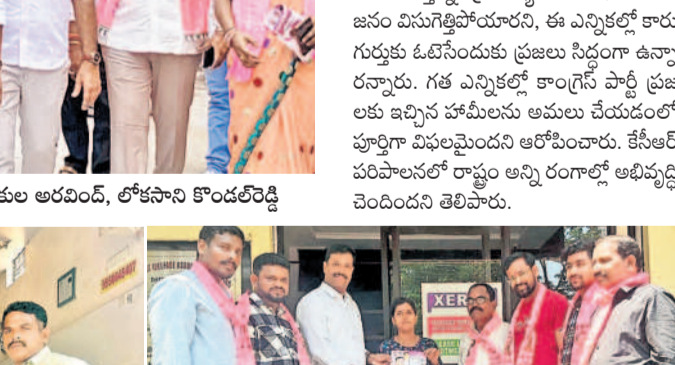 జనం విసుగెత్తిపోయారని, ఈ ఎన్నికల్లో కారు
గుర్తుకు ఓటేసేందుకు ప్రజలు సిద్ధంగా ఉన్నా
రన్నారు. గత ఎన్నికల్లో కాంగ్రెస్ పార్టీ ప్రజ
లకు ఇచ్చిన హామీలను అమలు చేయడంలో
పూర్తిగా విఫలమైందని ఆరోపించారు. కేసీఆర్
పరిపాలనలో రాష్ట్రం అన్ని రంగాల్లో అభివృద్ధి
చెందిందని తెలిపారు.
అరవింద్, లోకసాని కొండల్‌రెడ్డి
XER